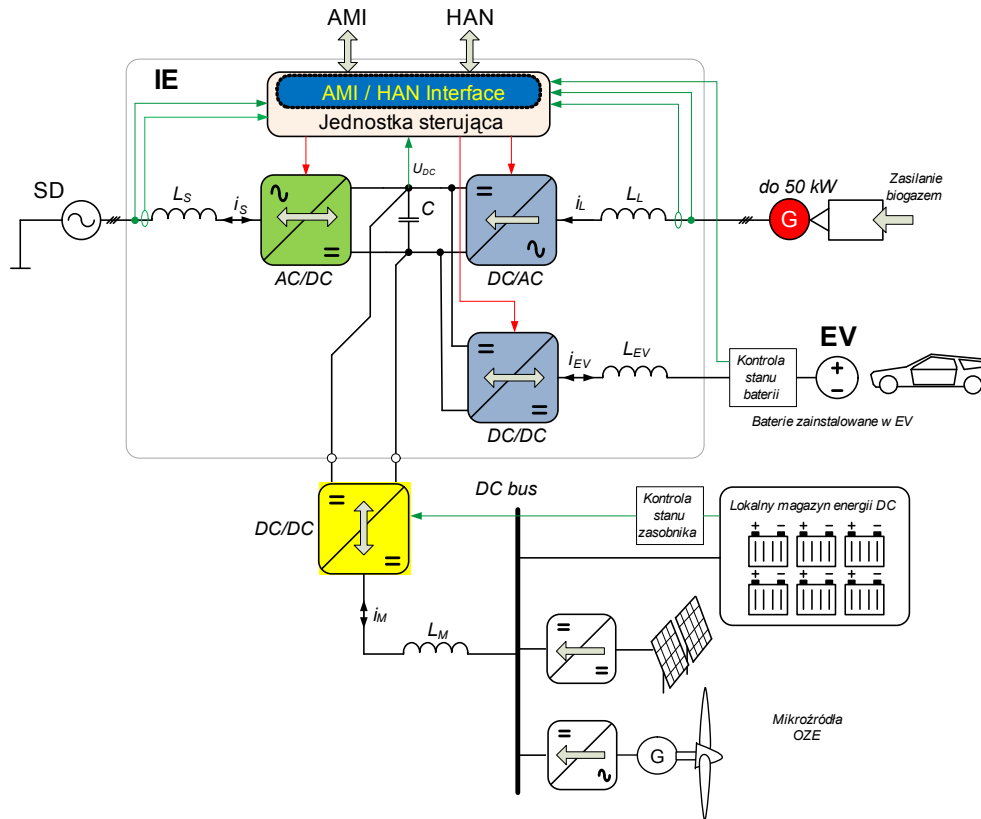 AMI HAN
IE
AMI / HAN Interface
Jednostka sterująca
SD
L_S
i_S
U_DC
C
i_L
L_L
do 50 kW
Zasilanie
biogazem
G
AC/DC
DC/AC
EV
i_EV
L_EV
Kontrola
stanu
baterii
+
−
DC/DC
Baterie zainstalowane w EV
DC bus
DC/DC
Kontrola
stanu
zasobnika
Lokalny magazyn energii DC
+ − + − + −
+ − + − + −
i_M
L_M
Mikroźródła
OZE
G